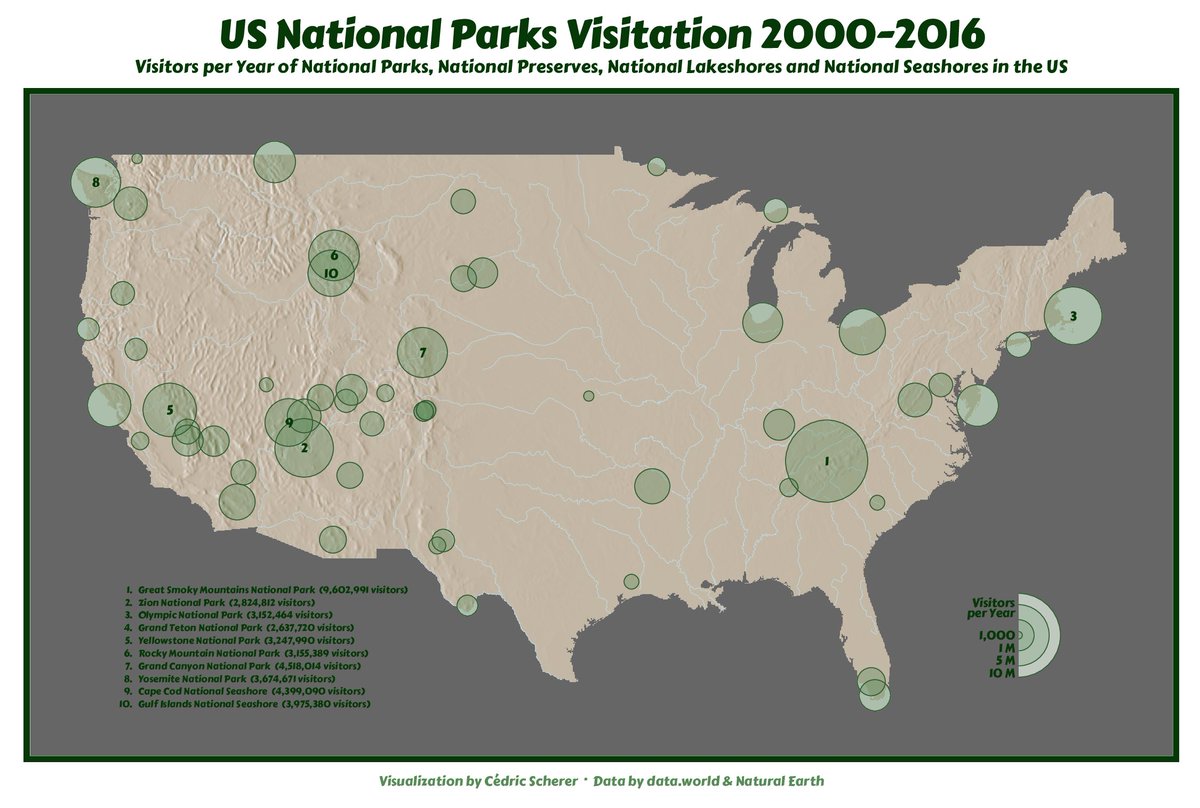 US National Parks Visitation 2000-2016
Visitors per Year of National Parks, National Preserves, National Lakeshores and National Seashores in the US
8
6
10
3
7
5
9
2
1
1. Great Smoky Mountains National Park (9,602,991 visitors)
2. Zion National Park (2,824,812 visitors)
3. Olympic National Park (3,152,464 visitors)
4. Grand Teton National Park (2,637,720 visitors)
5. Yellowstone National Park (3,247,990 visitors)
6. Rocky Mountain National Park (3,155,389 visitors)
7. Grand Canyon National Park (4,518,014 visitors)
8. Yosemite National Park (3,674,671 visitors)
9. Cape Cod National Seashore (4,399,090 visitors)
10. Gulf Islands National Seashore (3,975,380 visitors)
Visitors
per Year
1,000
1 M
5 M
10 M
Visualization by Cédric Scherer · Data by data.world & Natural Earth